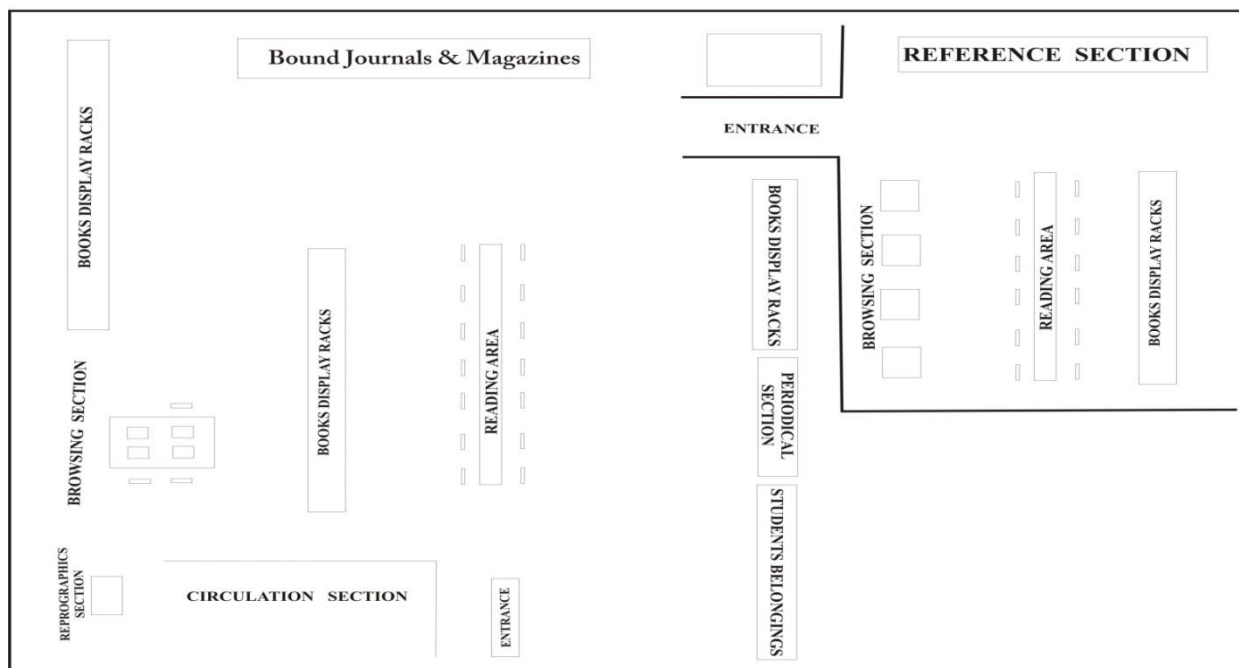 Bound Journals & Magazines
REFERENCE SECTION
ENTRANCE
BOOKS DISPLAY RACKS
BOOKS DISPLAY RACKS
BROWSING SECTION
READING AREA
BOOKS DISPLAY RACKS
BOOKS DISPLAY RACKS
READING AREA
PERIODICAL
SECTION
BROWSING SECTION
STUDENTS BELONGINGS
REPROGRAPHICS
SECTION
CIRCULATION SECTION
ENTRANCE